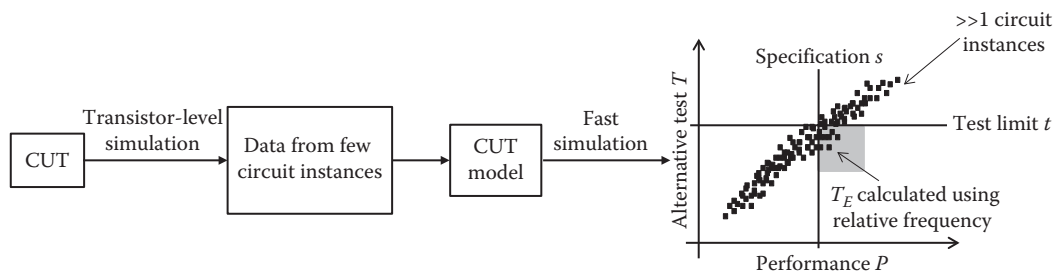 CUT
Transistor-level
simulation
Data from few
circuit instances
CUT
model
Fast
simulation
Alternative test T
Specification s
>>1 circuit
instances
Test limit t
T_E calculated using
relative frequency
Performance P